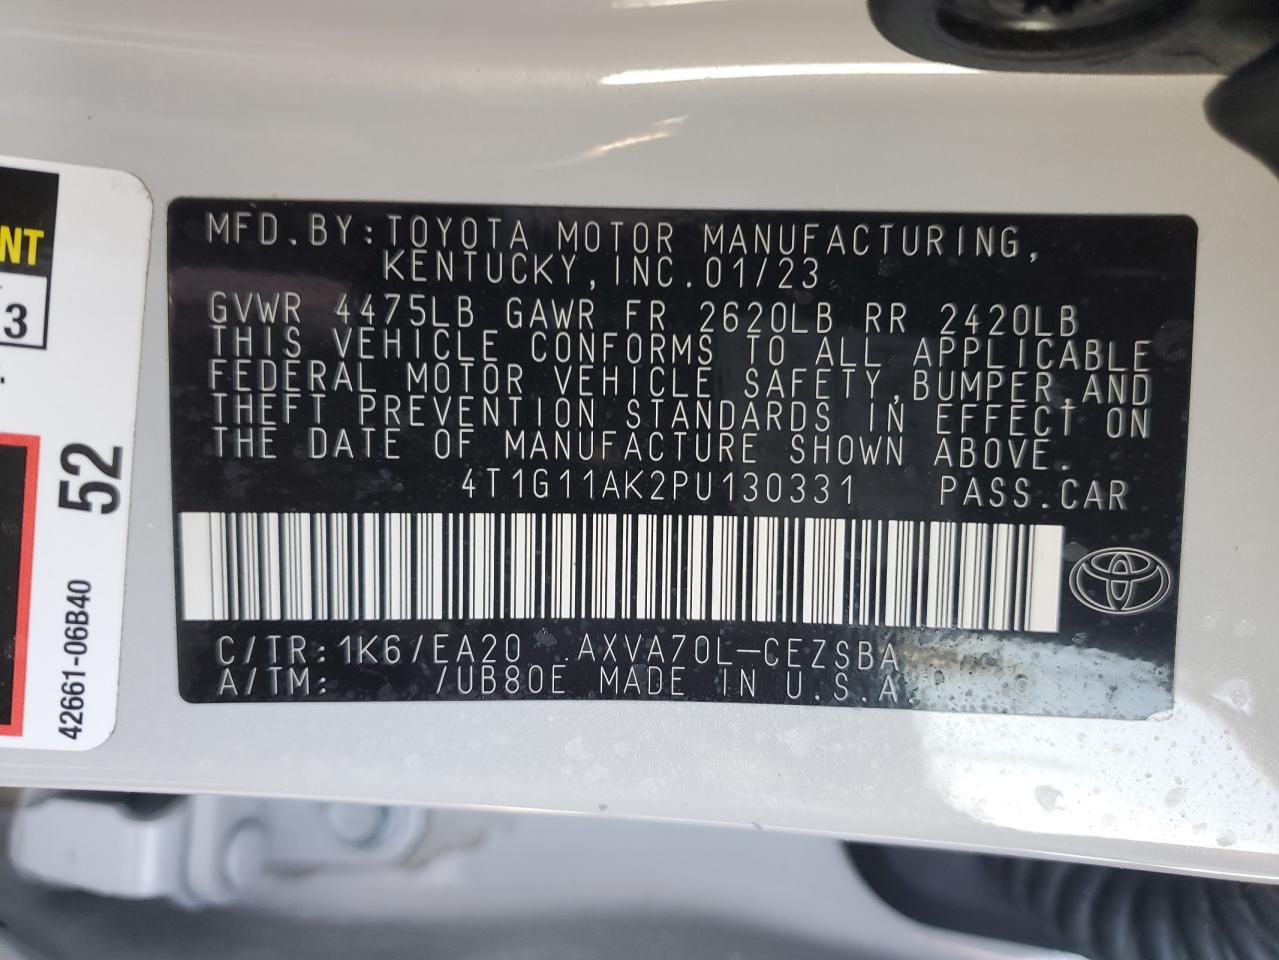 MFD.BY:TOYOTA MOTOR MANUFACTURING,
KENTUCKY,INC.01/23
GVWR 4475LB GAWR FR 2620LB RR 2420LB
THIS VEHICLE CONFORMS TO ALL APPLICABLE
FEDERAL MOTOR VEHICLE SAFETY,BUMPER,AND
THEFT PREVENTION STANDARDS IN EFFECT ON
THE DATE OF MANUFACTURE SHOWN ABOVE.
4T1G11AK2PU130331 PASS.CAR
C/TR:1K6/EA20 AXVA70L-CEZSBA
A/TM: /UB80E MADE IN U.S.A.
NT
3
52
42661-06B40